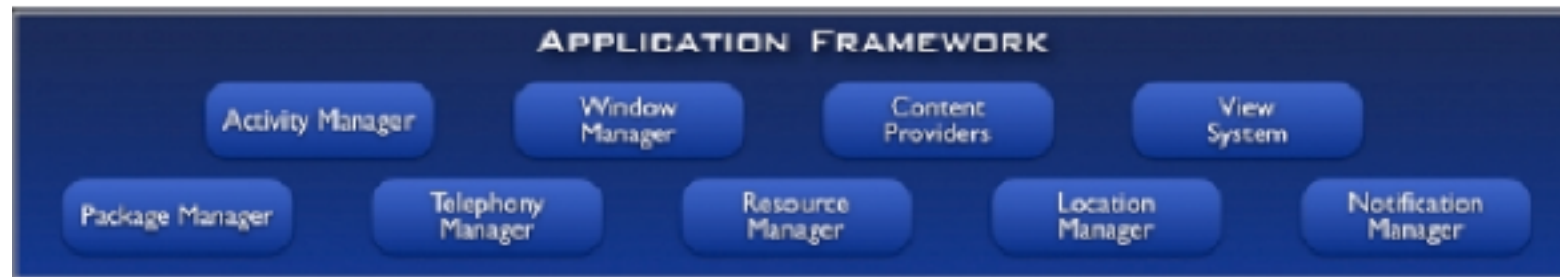 APPLICATION FRAMEWORK
Activity Manager
Window
Manager
Content
Providers
View
System
Package Manager
Telephony
Manager
Resource
Manager
Location
Manager
Notification
Manager